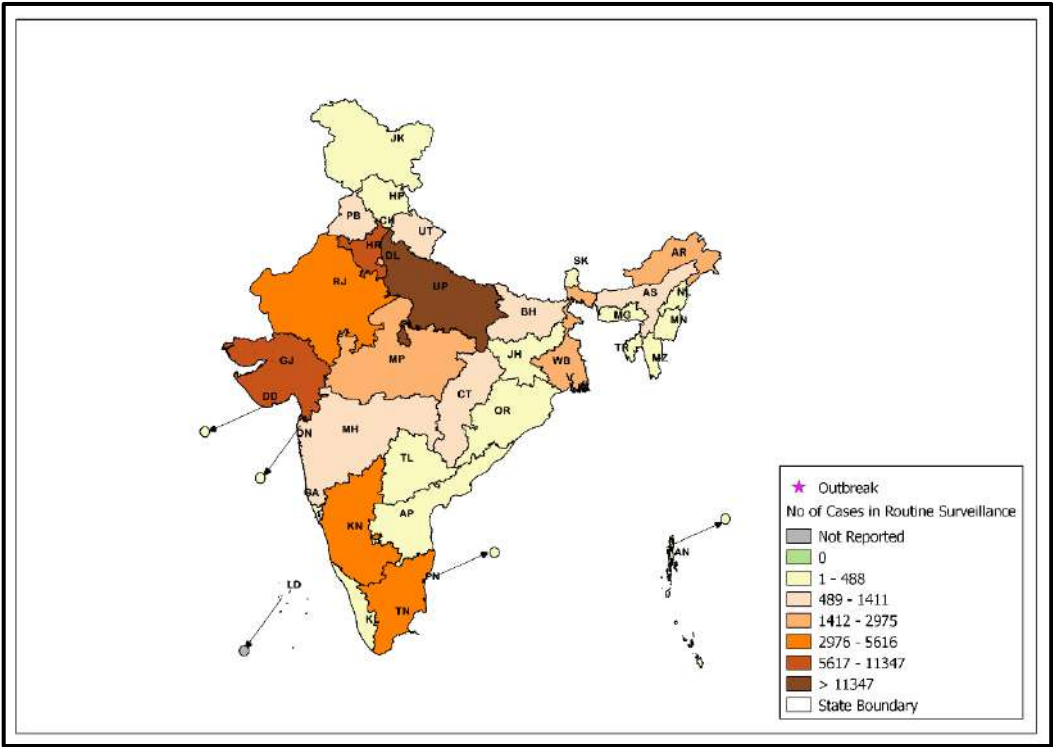 JK
HP
PB
CH
UT
HR
DL
SK
AR
RJ
UP
AS
NL
BH
MG
MN
GJ
MP
JH
WB
TR
MZ
DD
CT
OR
DN
MH
TL
GA
AP
KN
AN
PN
LD
KL
TN
Outbreak
No of Cases in Routine Surveillance
Not Reported
0
1 - 488
489 - 1411
1412 - 2975
2976 - 5616
5617 - 11347
> 11347
State Boundary